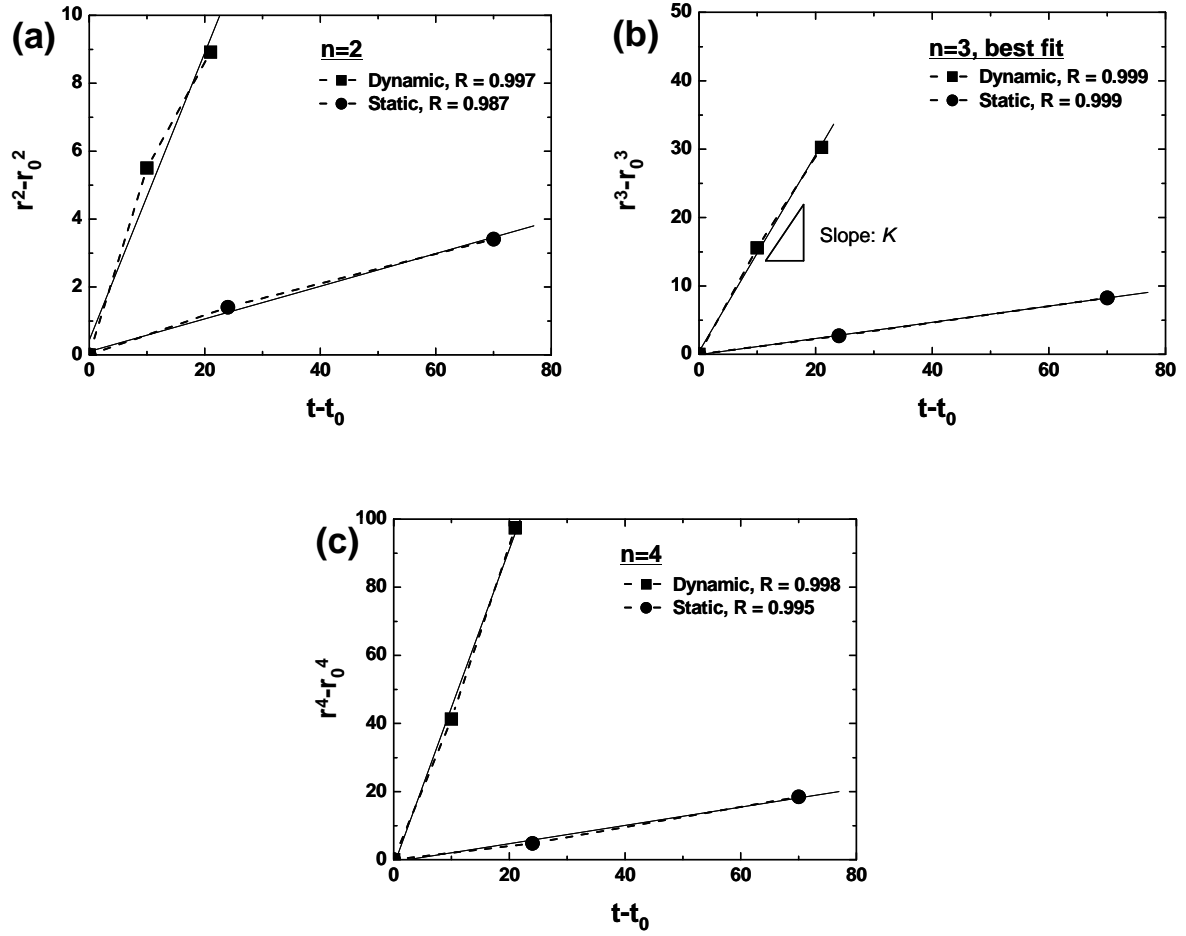 (a)
n=2
Dynamic, R = 0.997
Static, R = 0.987
10
8
6
4
2
0
r²-r₀²
0 20 40 60 80
t-t₀
(b)
n=3, best fit
Dynamic, R = 0.999
Static, R = 0.999
50
40
30
20
10
0
r³-r₀³
Slope: K
0 20 40 60 80
t-t₀
(c)
n=4
Dynamic, R = 0.998
Static, R = 0.995
100
80
60
40
20
0
r⁴-r₀⁴
0 20 40 60 80
t-t₀